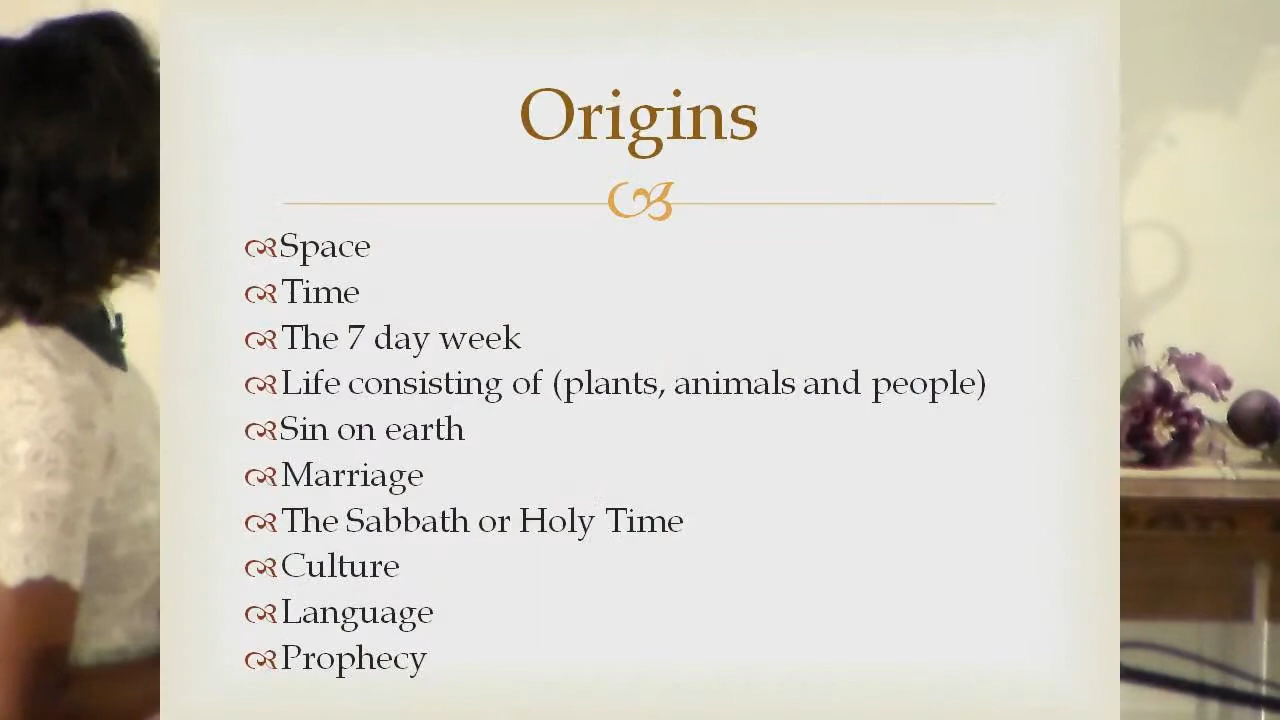 Origins
Space
Time
The 7 day week
Life consisting of (plants, animals and people)
Sin on earth
Marriage
The Sabbath or Holy Time
Culture
Language
Prophecy